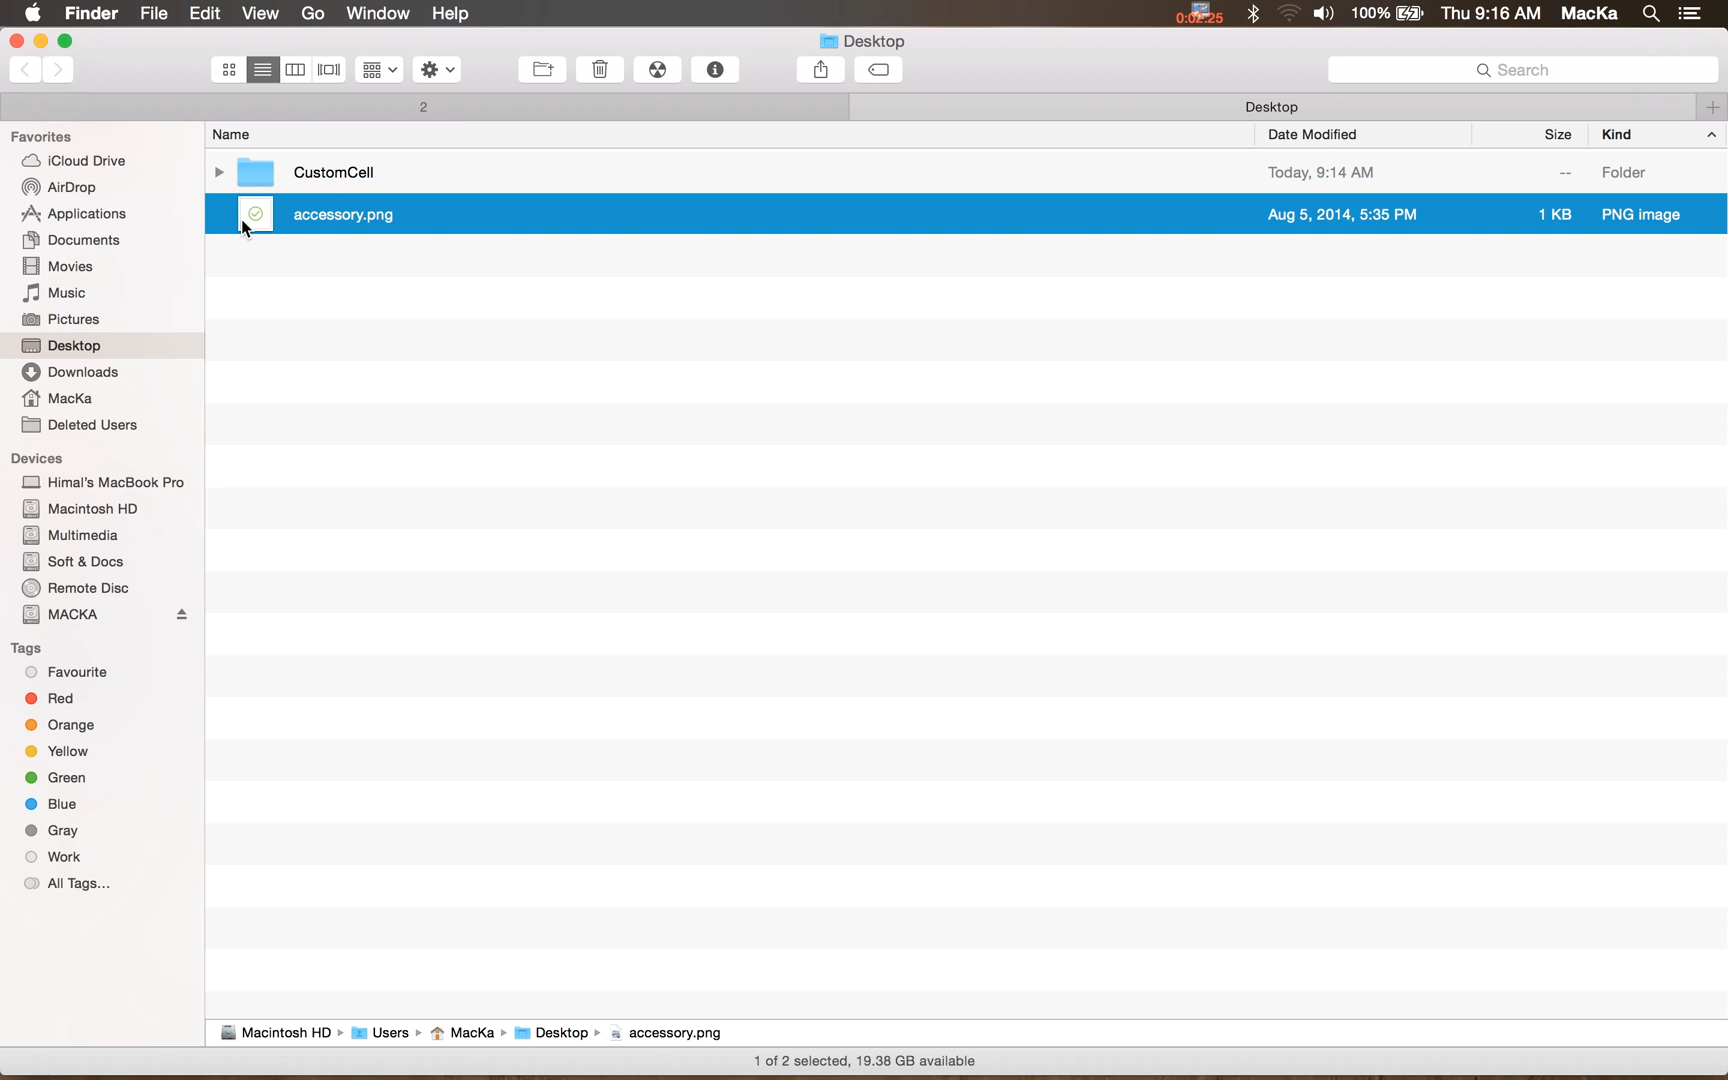 Finder File Edit View Go Window Help 0:02:25 100% Thu 9:16 AM MacKa
Desktop
Search
2 Desktop
Favorites
iCloud Drive
AirDrop
Applications
Documents
Movies
Music
Pictures
Desktop
Downloads
MacKa
Deleted Users
Devices
Himal's MacBook Pro
Macintosh HD
Multimedia
Soft & Docs
Remote Disc
MACKA
Tags
Favourite
Red
Orange
Yellow
Green
Blue
Gray
Work
All Tags...
Name Date Modified Size Kind
CustomCell Today, 9:14 AM -- Folder
accessory.png Aug 5, 2014, 5:35 PM 1 KB PNG image
Macintosh HD Users MacKa Desktop accessory.png
1 of 2 selected, 19.38 GB available